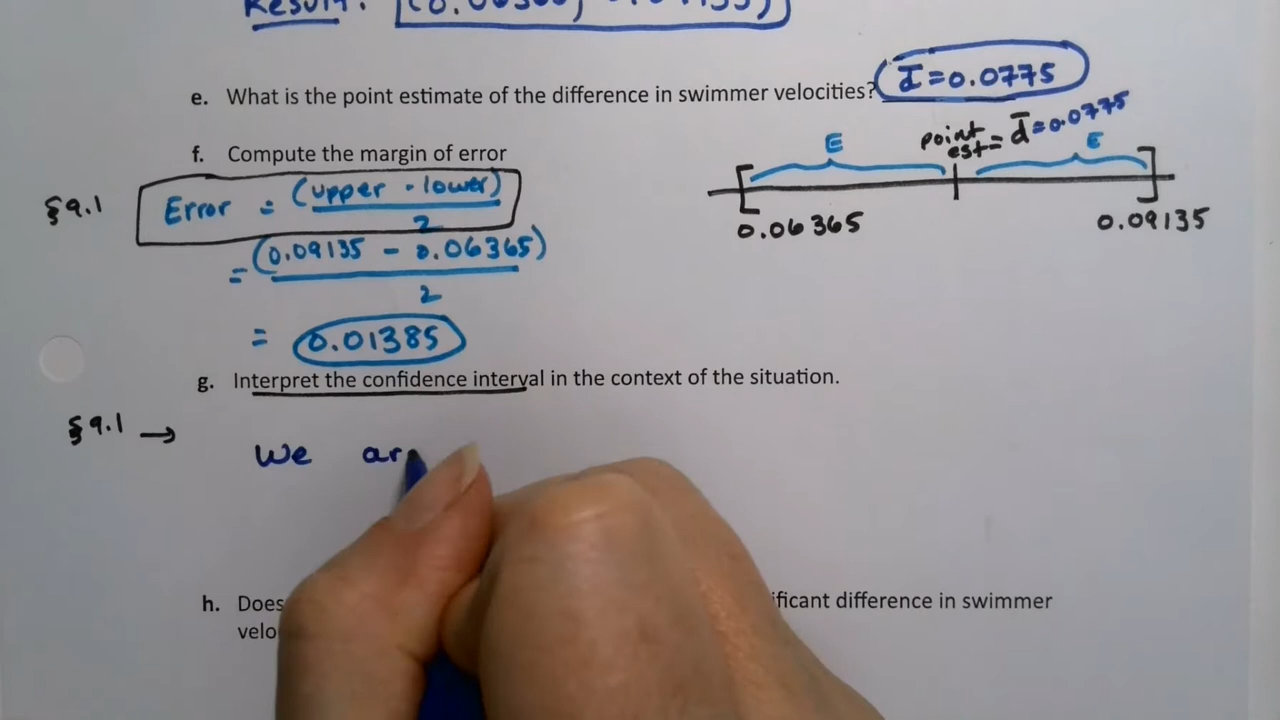 Result: (0.06365, 0.09135)
e. What is the point estimate of the difference in swimmer velocities? d̄=0.0775
f. Compute the margin of error
point est = d̄=0.0775
E E
§9.1 Error = (upper - lower)
2
0.06365 0.09135
= (0.09135 - 0.06365)
2
= 0.01385
g. Interpret the confidence interval in the context of the situation.
§9.1 →
We are
h. Does ificant difference in swimmer
velo